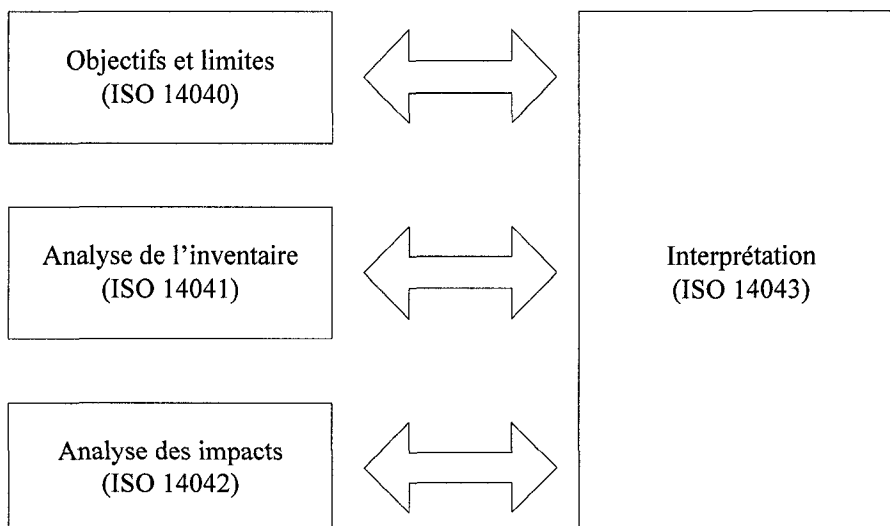 Objectifs et limites
(ISO 14040)
Analyse de l'inventaire
(ISO 14041)
Interprétation
(ISO 14043)
Analyse des impacts
(ISO 14042)